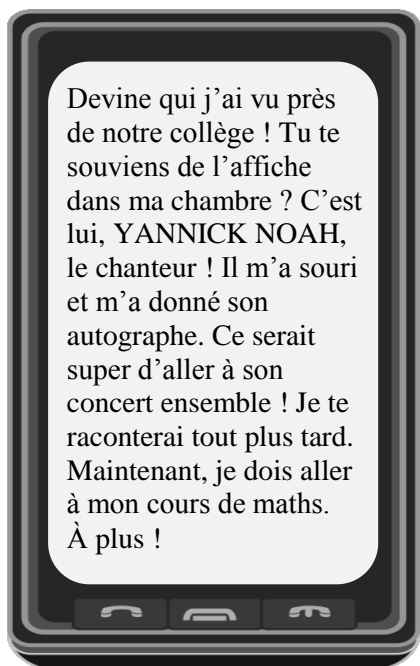 Devine qui j’ai vu près
de notre collège ! Tu te
souviens de l’affiche
dans ma chambre ? C’est
lui, YANNICK NOAH,
le chanteur ! Il m’a souri
et m’a donné son
autographe. Ce serait
super d’aller à son
concert ensemble ! Je te
raconterai tout plus tard.
Maintenant, je dois aller
à mon cours de maths.
À plus !